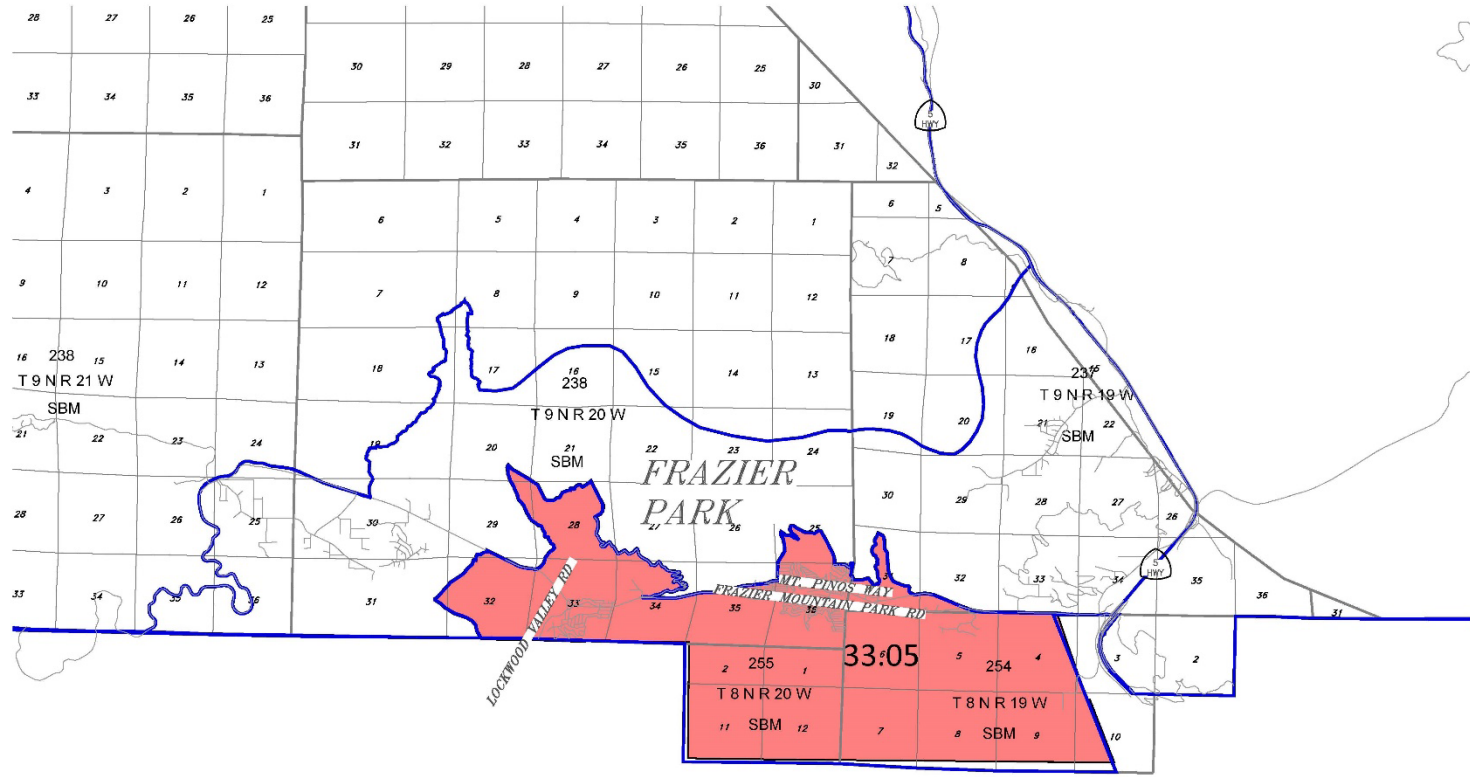 28 27 26 25
30 29 28 27 26 25 30
33 34 35 36
31 32 33 34 35 36 31 32
5
HWY
4 3 2 1
6 5 4 3 2 1 6 5
9 10 11 12
7 8 9 10 11 12 7 8
16 15 14 13
18 17 16 15 14 13 18 17 16
238
T 9 N R 21 W
SBM
238
T 9 N R 20 W
SBM
T 9 N R 19 W
SBM
21 22 23 24
19 20 21 22 23 24 19 20 21 22
FRAZIER
PARK
28 27 26 25
30 29 28 27 26 25 30 29 28 27 26
5
HWY
33 34 35 36
31 32 33 34 35 36 32 33 34 35
36 31
MT. PINOS WAY
FRAZIER MOUNTAIN PARK RD
LOCKWOOD VALLEY RD
33.05
2 255 1 6 5 254 4 3 2
T 8 N R 20 W
SBM
T 8 N R 19 W
SBM
11 12 7 8 9 10